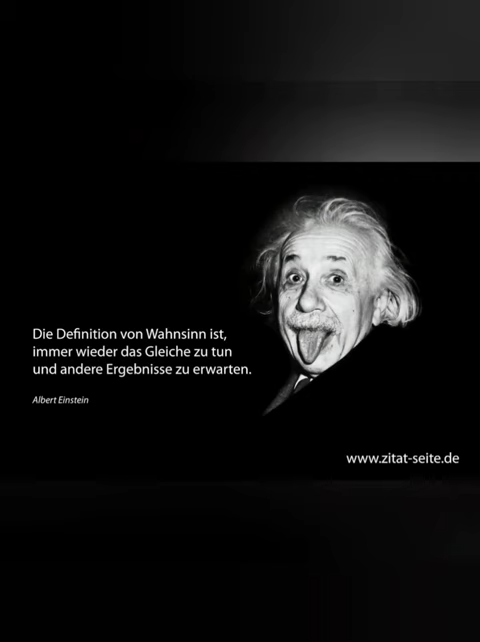 Die Definition von Wahnsinn ist,
immer wieder das Gleiche zu tun
und andere Ergebnisse zu erwarten.
Albert Einstein
www.zitat-seite.de